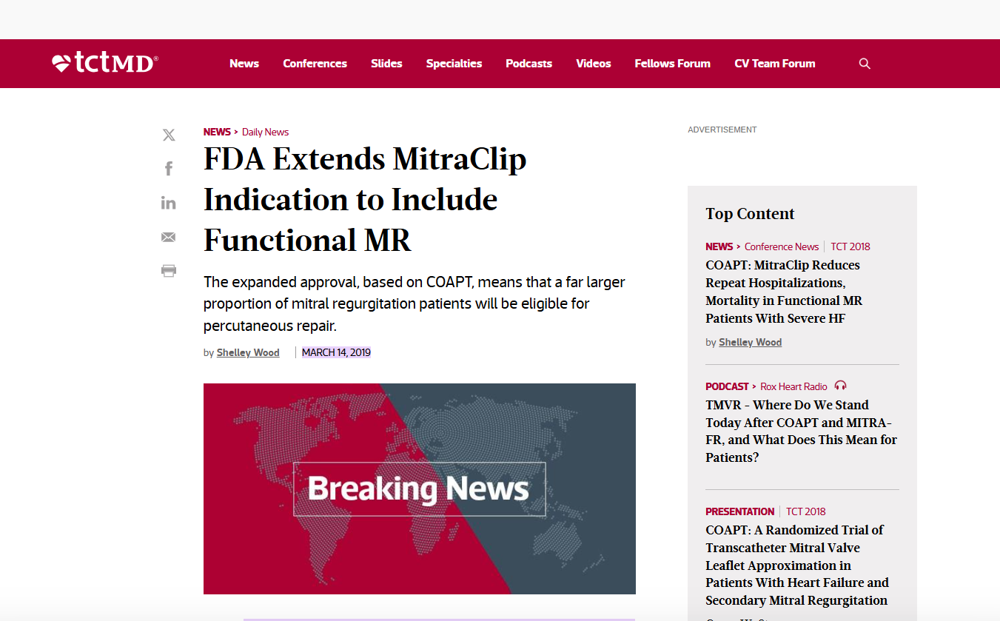 tctMD®
News Conferences Slides Specialties Podcasts Videos Fellows Forum CV Team Forum
NEWS > Daily News
FDA Extends MitraClip
Indication to Include
Functional MR
The expanded approval, based on COAPT, means that a far larger
proportion of mitral regurgitation patients will be eligible for
percutaneous repair.
by Shelley Wood | MARCH 14, 2019
Breaking News
ADVERTISEMENT
Top Content
NEWS > Conference News | TCT 2018
COAPT: MitraClip Reduces
Repeat Hospitalizations,
Mortality in Functional MR
Patients With Severe HF
by Shelley Wood
PODCAST > Rox Heart Radio
TMVR - Where Do We Stand
Today After COAPT and MITRA-
FR, and What Does This Mean for
Patients?
PRESENTATION | TCT 2018
COAPT: A Randomized Trial of
Transcatheter Mitral Valve
Leaflet Approximation in
Patients With Heart Failure and
Secondary Mitral Regurgitation